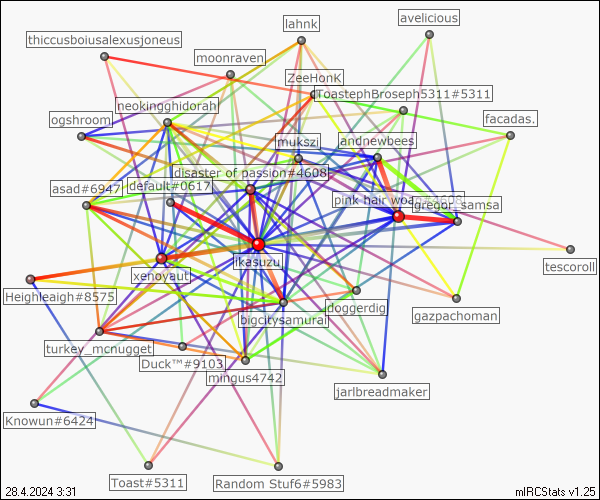 avelicious
lahnk
thiccusboiusalexusjoneus
moonraven
ZeeHonK
ToastephBroseph5311#5311
neokingghidorah
ogshroom
facadas.
mukszi
andnewbees
disaster of passion#4608
default#0617
asad#6947
pink hair woag#4608
gregor_samsa
ikasuzu
xenoyaut
tescoroll
Heighleaigh#8575
doggerdig
gazpachoman
bigcitysamurai
turkey_mcnugget
Duck™#9103
mingus4742
jarlbreadmaker
Knowun#6424
Toast#5311
Random Stuf6#5983
28.4.2024 3:31
mIRCStats v1.25